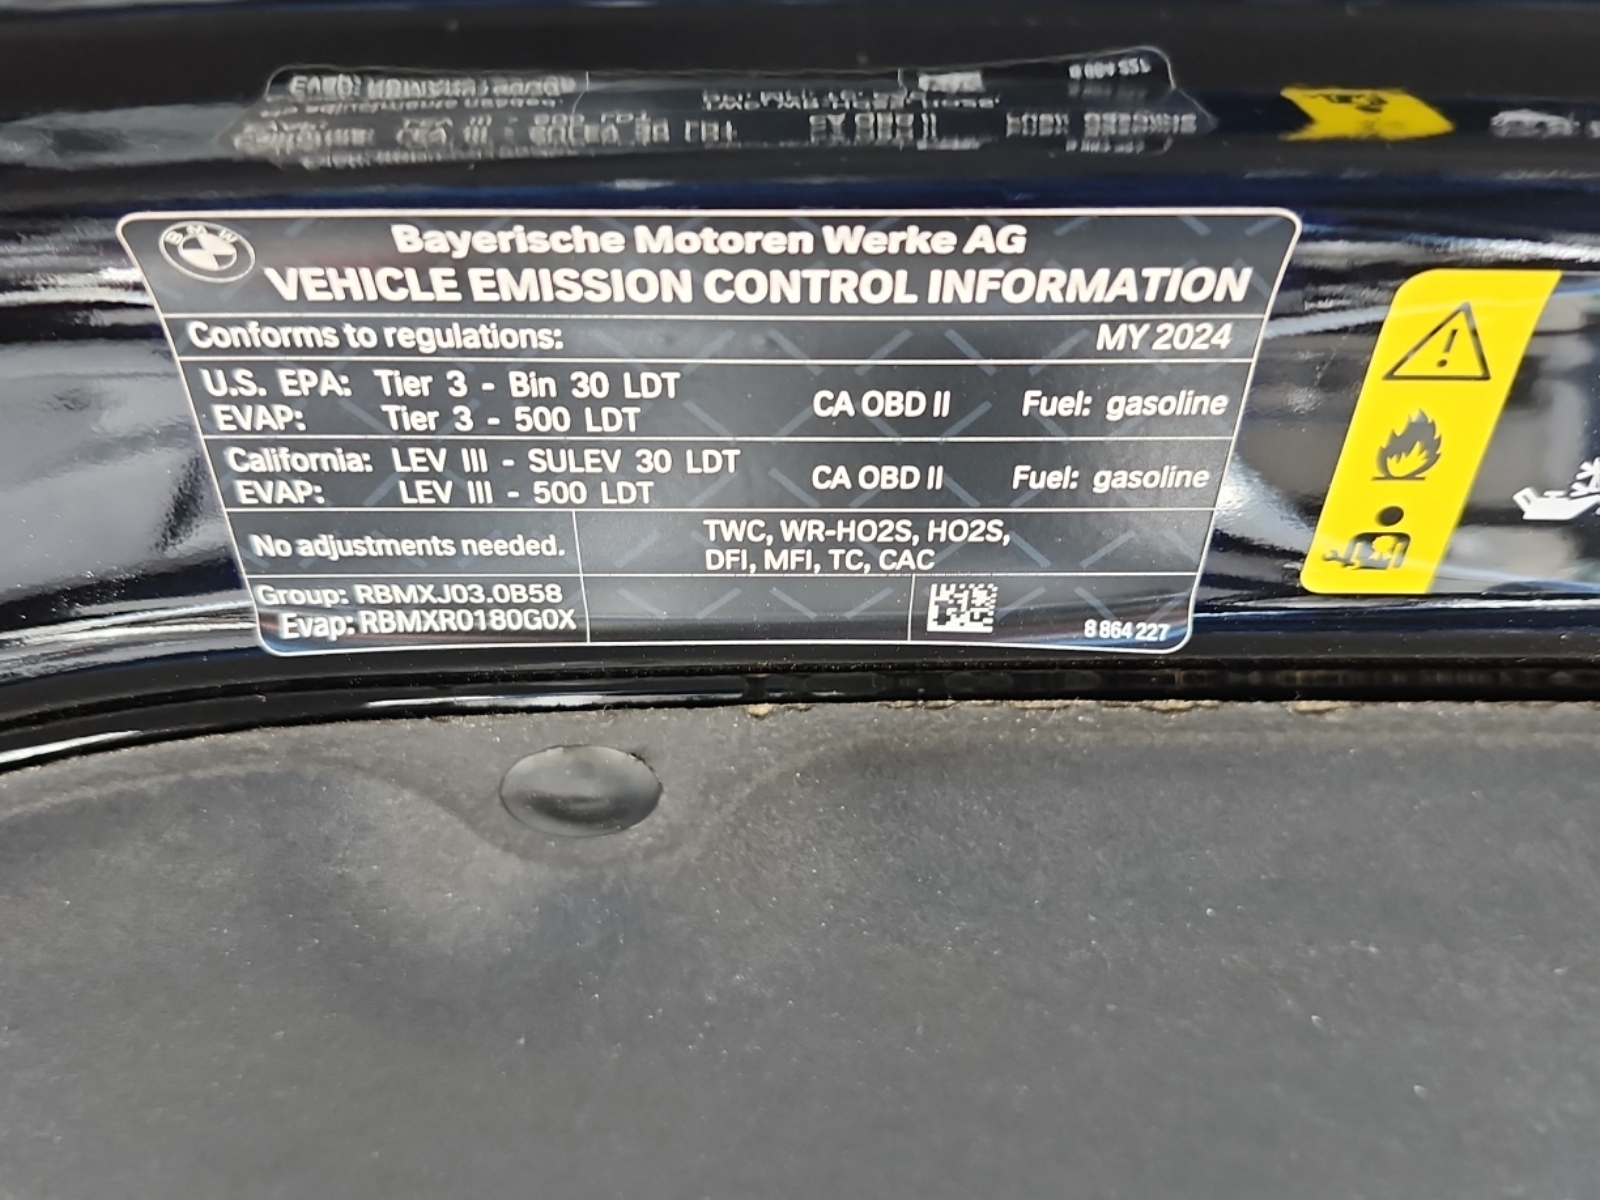 BMW
Bayerische Motoren Werke AG
VEHICLE EMISSION CONTROL INFORMATION
Conforms to regulations: MY 2024
U.S. EPA: Tier 3 - Bin 30 LDT
EVAP: Tier 3 - 500 LDT
CA OBD II Fuel: gasoline
California: LEV III - SULEV 30 LDT
EVAP: LEV III - 500 LDT
CA OBD II Fuel: gasoline
No adjustments needed.
TWC, WR-HO2S, HO2S,
DFI, MFI, TC, CAC
Group: RBMXJ03.0B58
Evap: RBMXR0180G0X
8 864 227